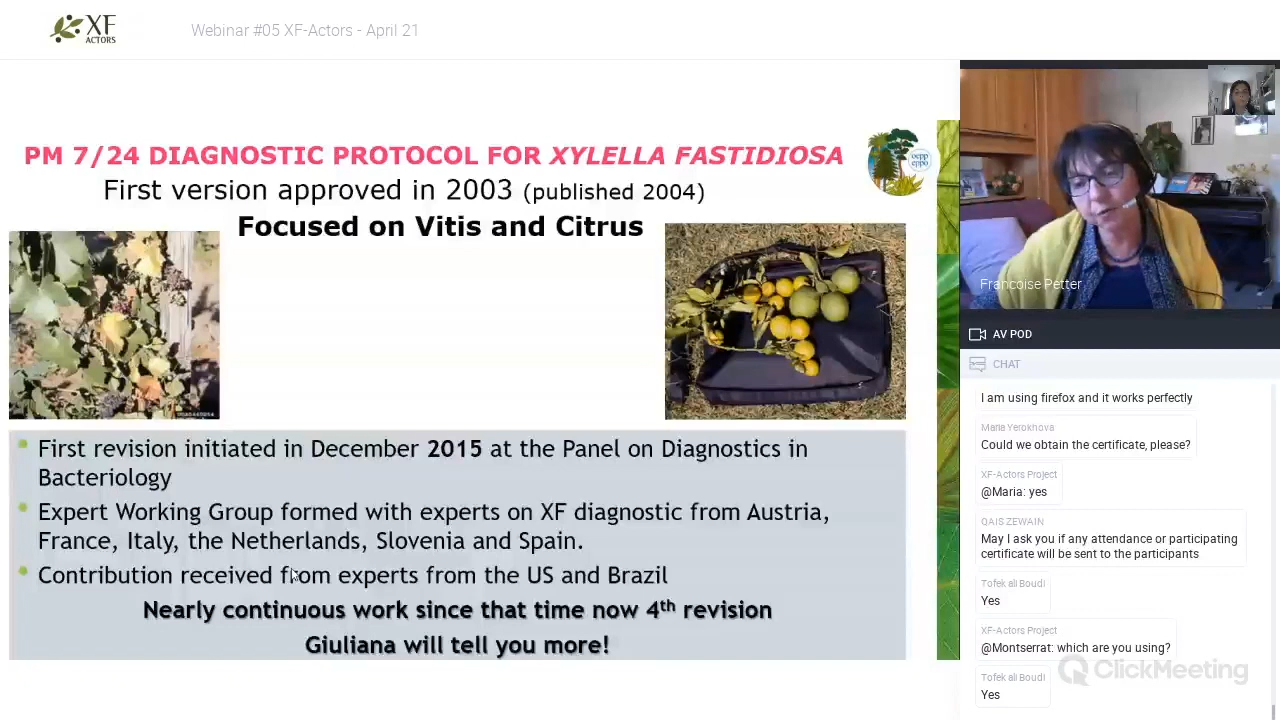 XF
ACTORS
Webinar #05 XF-Actors - April 21
PM 7/24 DIAGNOSTIC PROTOCOL FOR XYLELLA FASTIDIOSA
First version approved in 2003 (published 2004)
Focused on Vitis and Citrus
oepp
eppo
First revision initiated in December 2015 at the Panel on Diagnostics in
Bacteriology
Expert Working Group formed with experts on XF diagnostic from Austria,
France, Italy, the Netherlands, Slovenia and Spain.
Contribution received from experts from the US and Brazil
Nearly continuous work since that time now 4th revision
Giuliana will tell you more!
Francoise Petter
AV POD
CHAT
I am using firefox and it works perfectly
Maria Yerokhova
Could we obtain the certificate, please?
XF-Actors Project
@Maria: yes
QAIS ZEWAIN
May I ask you if any attendance or participating
certificate will be sent to the participants
Tofek ali Boudi
Yes
XF-Actors Project
@Montserrat: which are you using?
Tofek ali Boudi
Yes
ClickMeeting